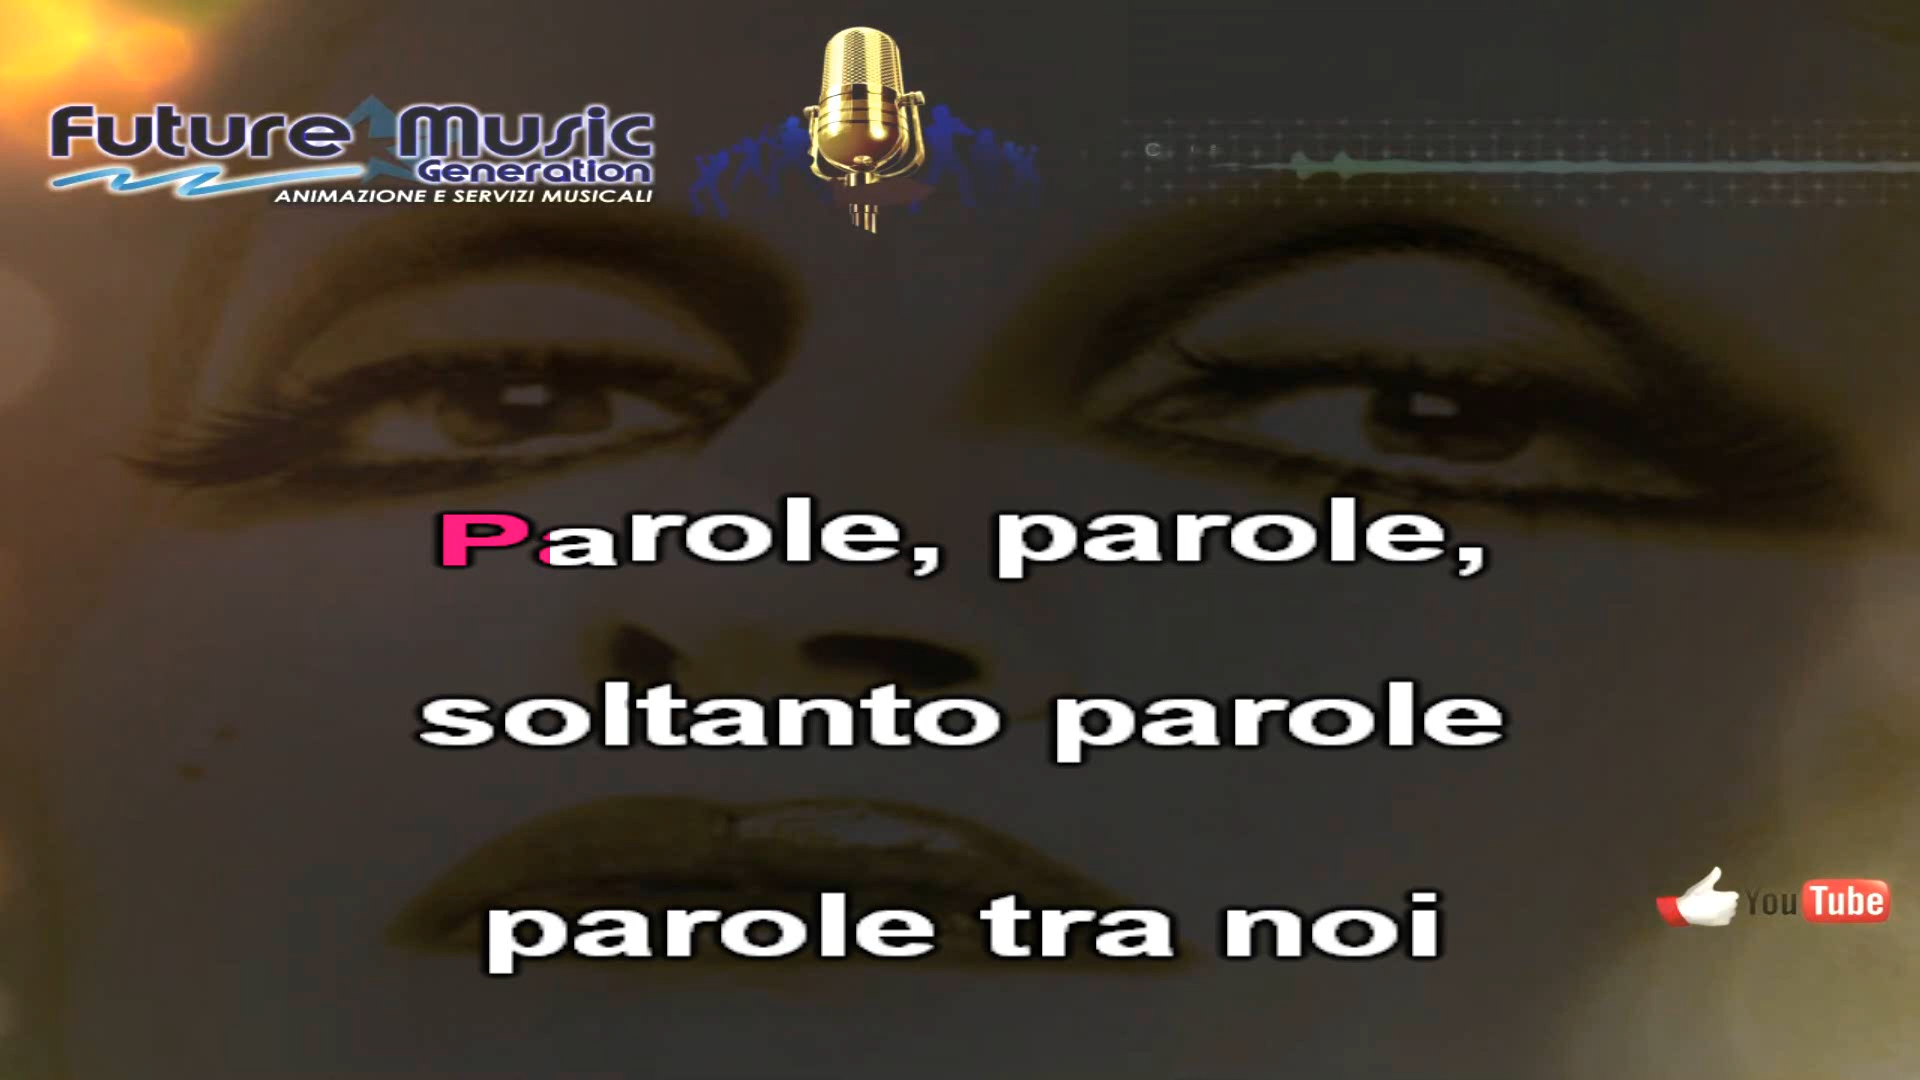 Future Music
Generation
ANIMAZIONE E SERVIZI MUSICALI
Parole, parole,
soltanto parole
parole tra noi
YouTube